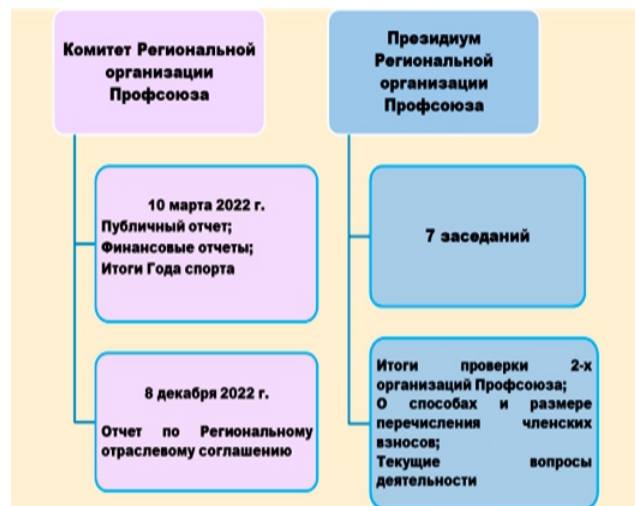 Комитет Региональной
организации
Профсоюза
10 марта 2022 г.
Публичный отчет;
Финансовые отчеты;
Итоги Года спорта
8 декабря 2022 г.
Отчет по Региональному
отраслевому соглашению
Президиум
Региональной
организации
Профсоюза
7 заседаний
Итоги проверки 2-х
организаций Профсоюза;
О способах и размере
перечисления членских
взносов;
Текущие вопросы
деятельности